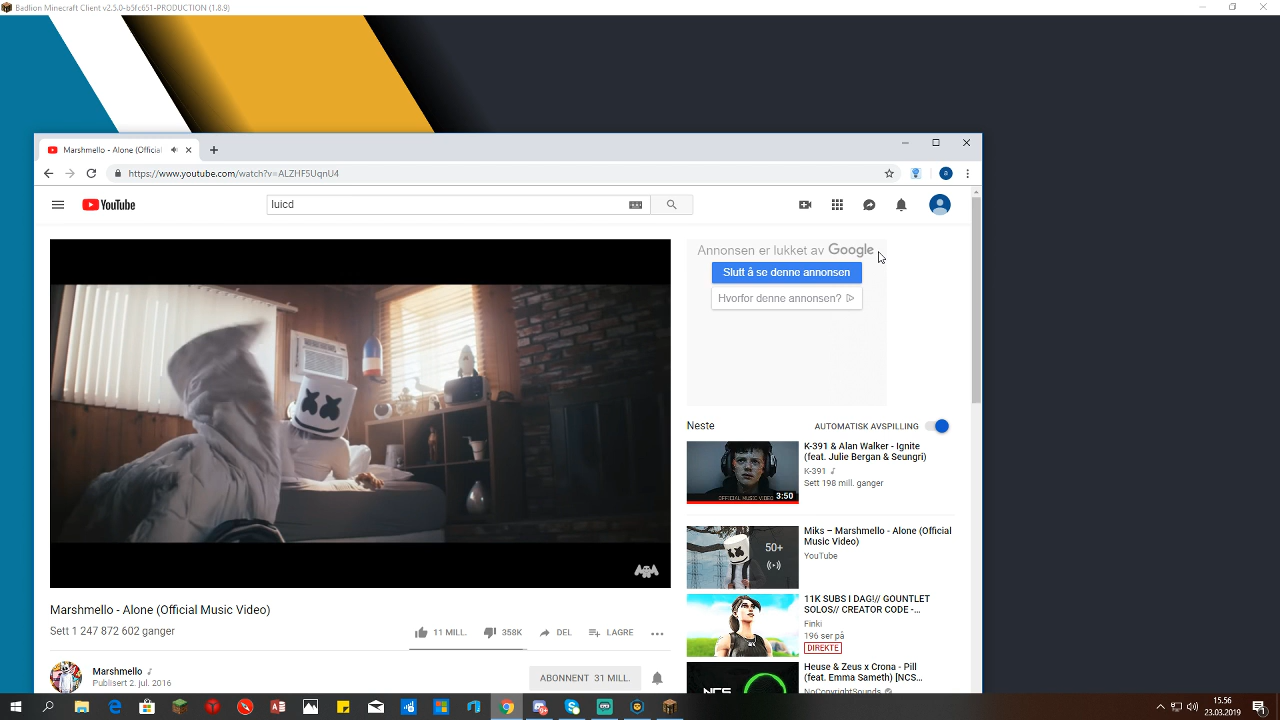 Badlion Minecraft Client v2.5.0-b5fc651-PRODUCTION (1.8.9)
Marshmello - Alone (Official
https://www.youtube.com/watch?v=ALZHF5UqnU4
YouTube
luicd
Annonsen er lukket av Google
Slutt å se denne annonsen
Hvorfor denne annonsen?
Neste
AUTOMATISK AVSPILLING
K-391 & Alan Walker - Ignite
(feat. Julie Bergan & Seungri)
K-391
Sett 198 mill. ganger
OFFICIAL MUSIC VIDEO
3:50
Miks – Marshmello - Alone (Official
Music Video)
YouTube
50+
11K SUBS I DAG!// GOUNTLET
SOLOS// CREATOR CODE -...
Finki
196 ser på
DIREKTE
Heuse & Zeus x Crona - Pill
(feat. Emma Sameth) [NCS...
NoCopyrightSounds
NCS
Marshmello - Alone (Official Music Video)
Sett 1 247 872 602 ganger
11 MILL.
358K
DEL
LAGRE
Marshmello
Publisert 2. jul. 2016
ABONNENT 31 MILL.
15.56
23.03.2019